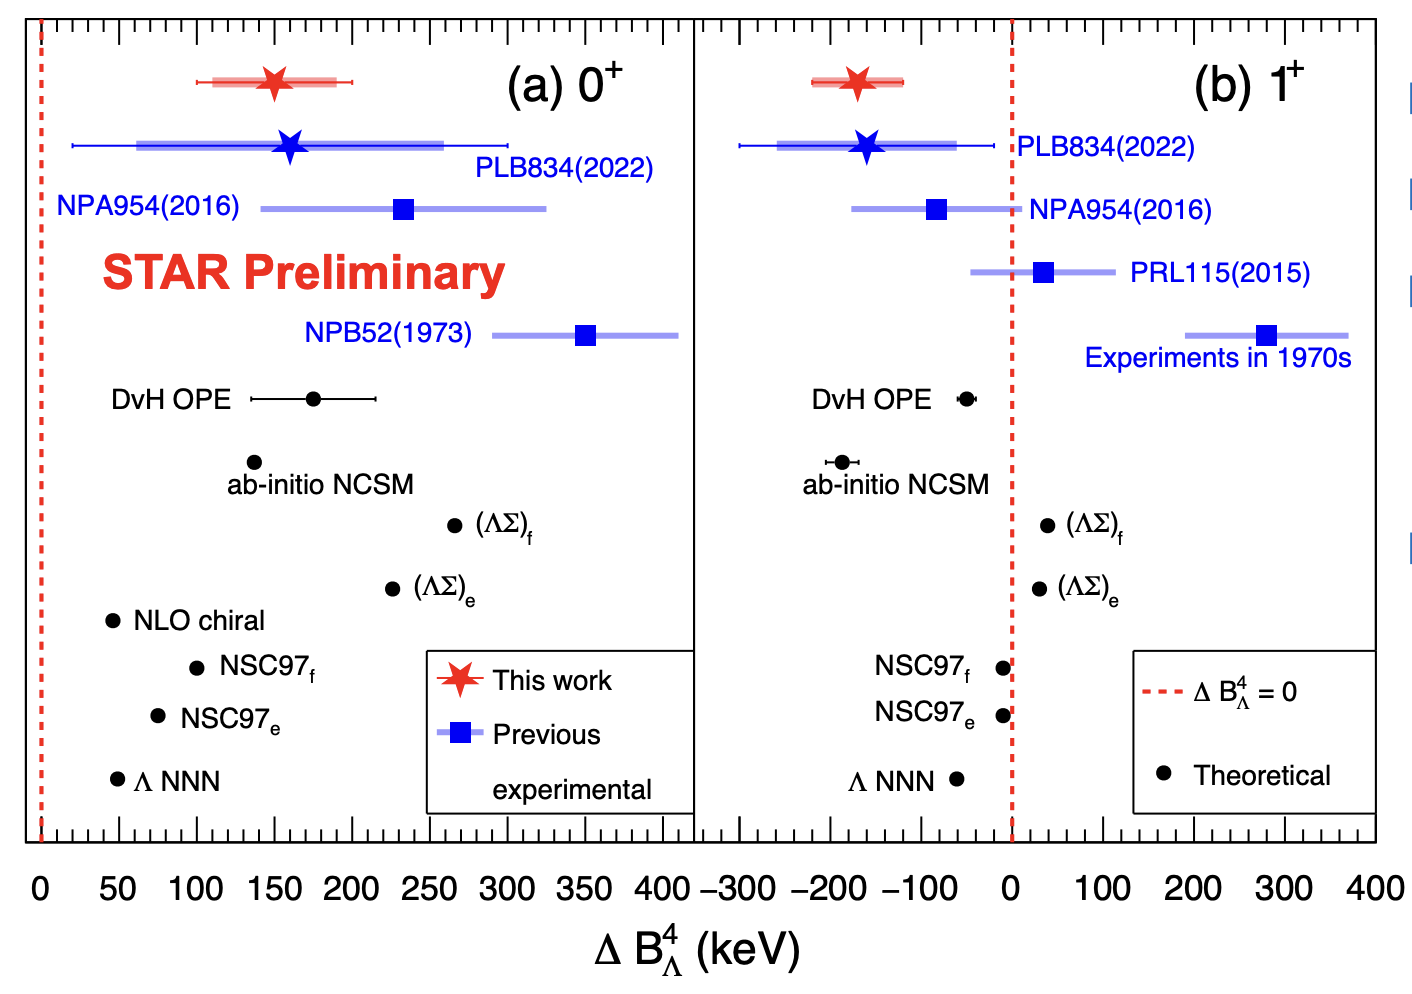 (a) 0⁺
PLB834(2022)
NPA954(2016)
STAR Preliminary
NPB52(1973)
DvH OPE
ab-initio NCSM
(ΛΣ)f
(ΛΣ)e
NLO chiral
NSC97f
NSC97e
Λ NNN
This work
Previous
experimental
(b) 1⁺
PLB834(2022)
NPA954(2016)
PRL115(2015)
Experiments in 1970s
DvH OPE
ab-initio NCSM
(ΛΣ)f
(ΛΣ)e
NSC97f
NSC97e
Λ NNN
Δ B⁴Λ = 0
Theoretical
0 50 100 150 200 250 300 350 400 −300 −200 −100 0 100 200 300 400
Δ B⁴Λ (keV)